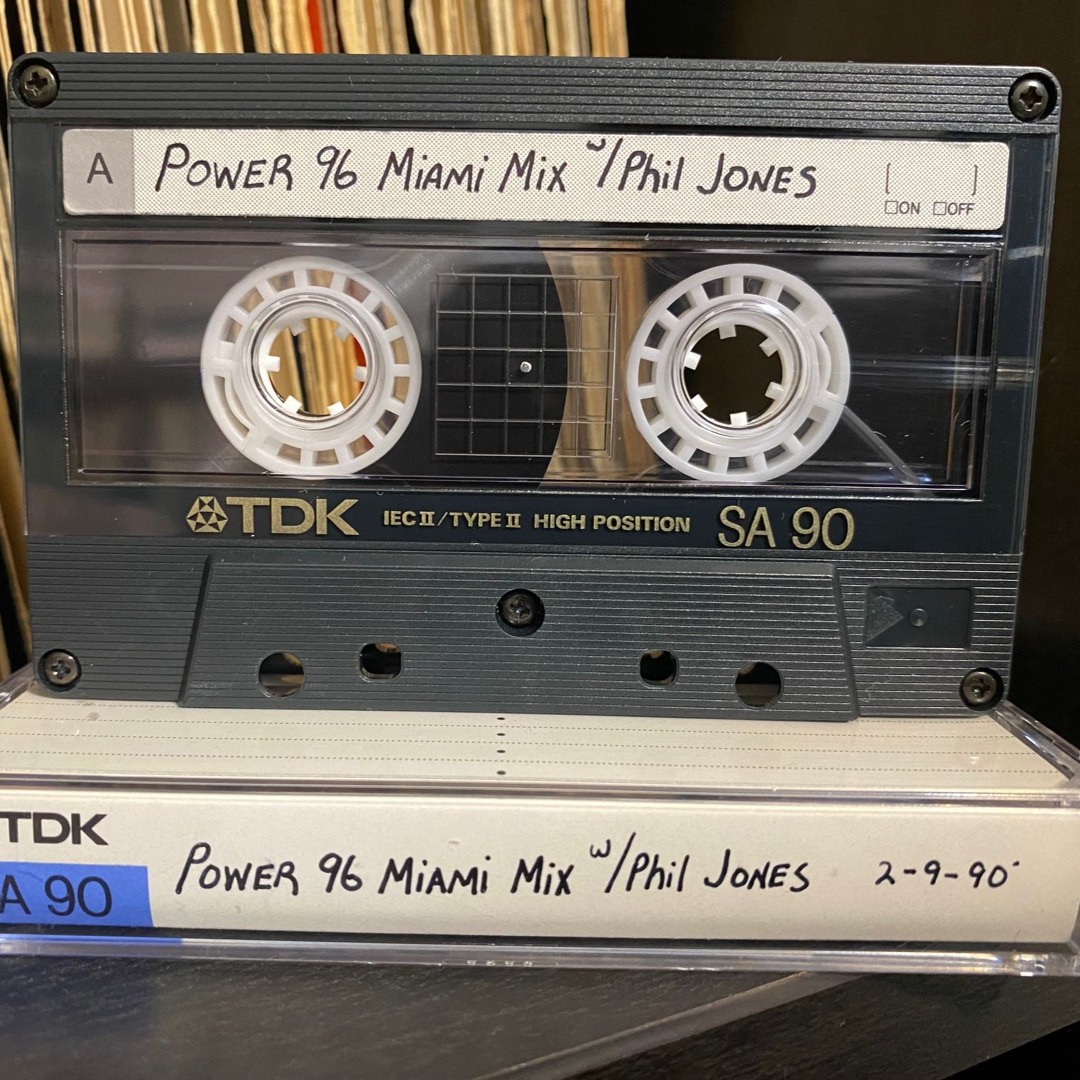 A POWER 96 MIAMI MIX w/Phil JONES
ON OFF
TDK IEC II/TYPE II HIGH POSITION SA 90
TDK
A 90 POWER 96 MIAMI MIX w/Phil JONES 2-9-90